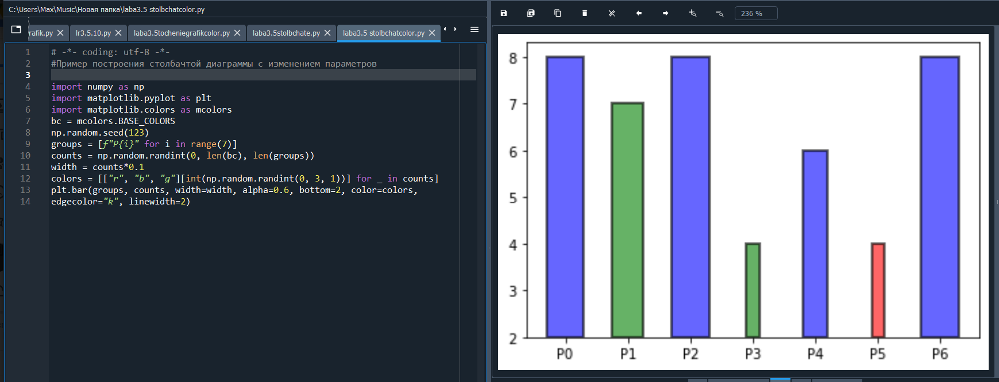 C:\Users\Max\Music\Новая папка\laba3.5 stolbchatcolor.py
rafik.py
lr3.5.10.py
laba3.5tocheniegrafikcolor.py
laba3.5stolbchate.py
laba3.5 stolbchatcolor.py
1 # -*- coding: utf-8 -*-
2 #Пример построения столбачтой диаграммы с изменением параметров
3
4 import numpy as np
5 import matplotlib.pyplot as plt
6 import matplotlib.colors as mcolors
7 bc = mcolors.BASE_COLORS
8 np.random.seed(123)
9 groups = [f"P{i}" for i in range(7)]
10 counts = np.random.randint(0, len(bc), len(groups))
11 width = counts*0.1
12 colors = [["r", "b", "g"][int(np.random.randint(0, 3, 1))] for _ in counts]
13 plt.bar(groups, counts, width=width, alpha=0.6, bottom=2, color=colors,
14 edgecolor="k", linewidth=2)
236 %
8
7
6
5
4
3
2
P0 P1 P2 P3 P4 P5 P6